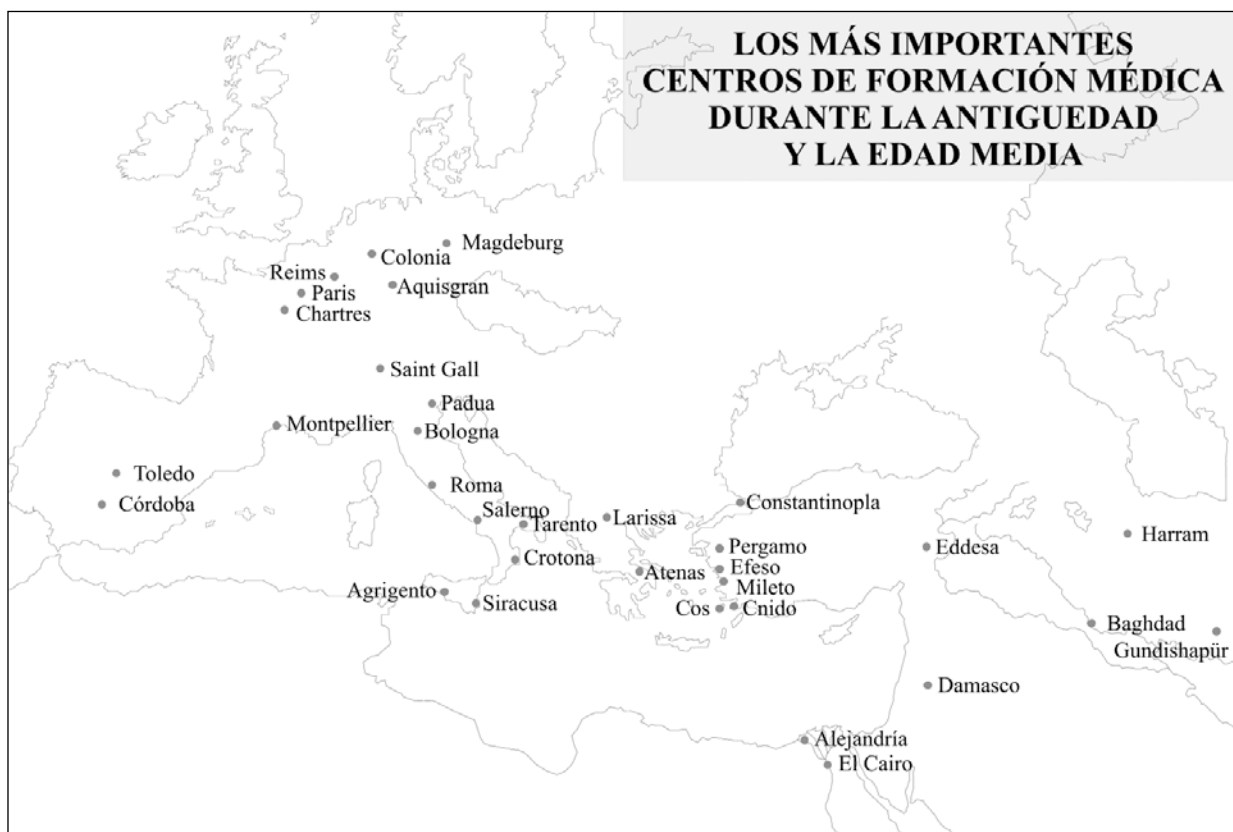 LOS MÁS IMPORTANTES
CENTROS DE FORMACIÓN MÉDICA
DURANTE LA ANTIGUEDAD
Y LA EDAD MEDIA
Magdeburg
Colonia
Reims
Aquisgran
Paris
Chartres
Saint Gall
Padua
Montpellier
Bologna
Toledo
Roma
Córdoba
Constantinopla
Salerno
Larissa
Tarento
Harram
Pergamo
Eddesa
Crotona
Efeso
Atenas
Mileto
Agrigento
Siracusa
Cos
Cnido
Baghdad
Gundishapür
Damasco
Alejandría
El Cairo